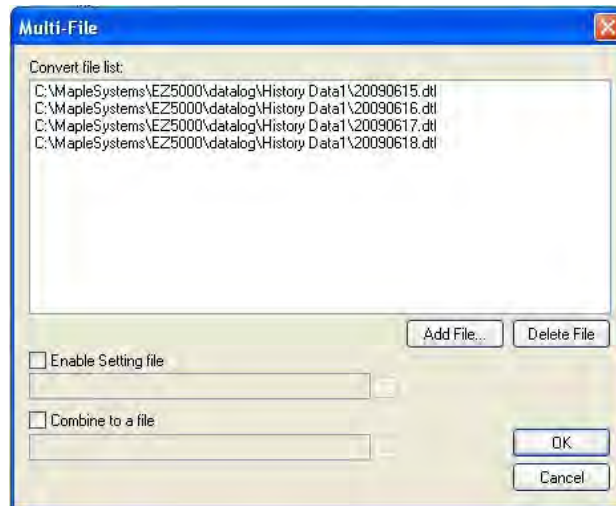 Multi-File
Convert file list:
C:\MapleSystems\EZ5000\datalog\History Data1\20090615.dtl
C:\MapleSystems\EZ5000\datalog\History Data1\20090616.dtl
C:\MapleSystems\EZ5000\datalog\History Data1\20090617.dtl
C:\MapleSystems\EZ5000\datalog\History Data1\20090618.dtl
Add File... Delete File
Enable Setting file
Combine to a file
OK
Cancel